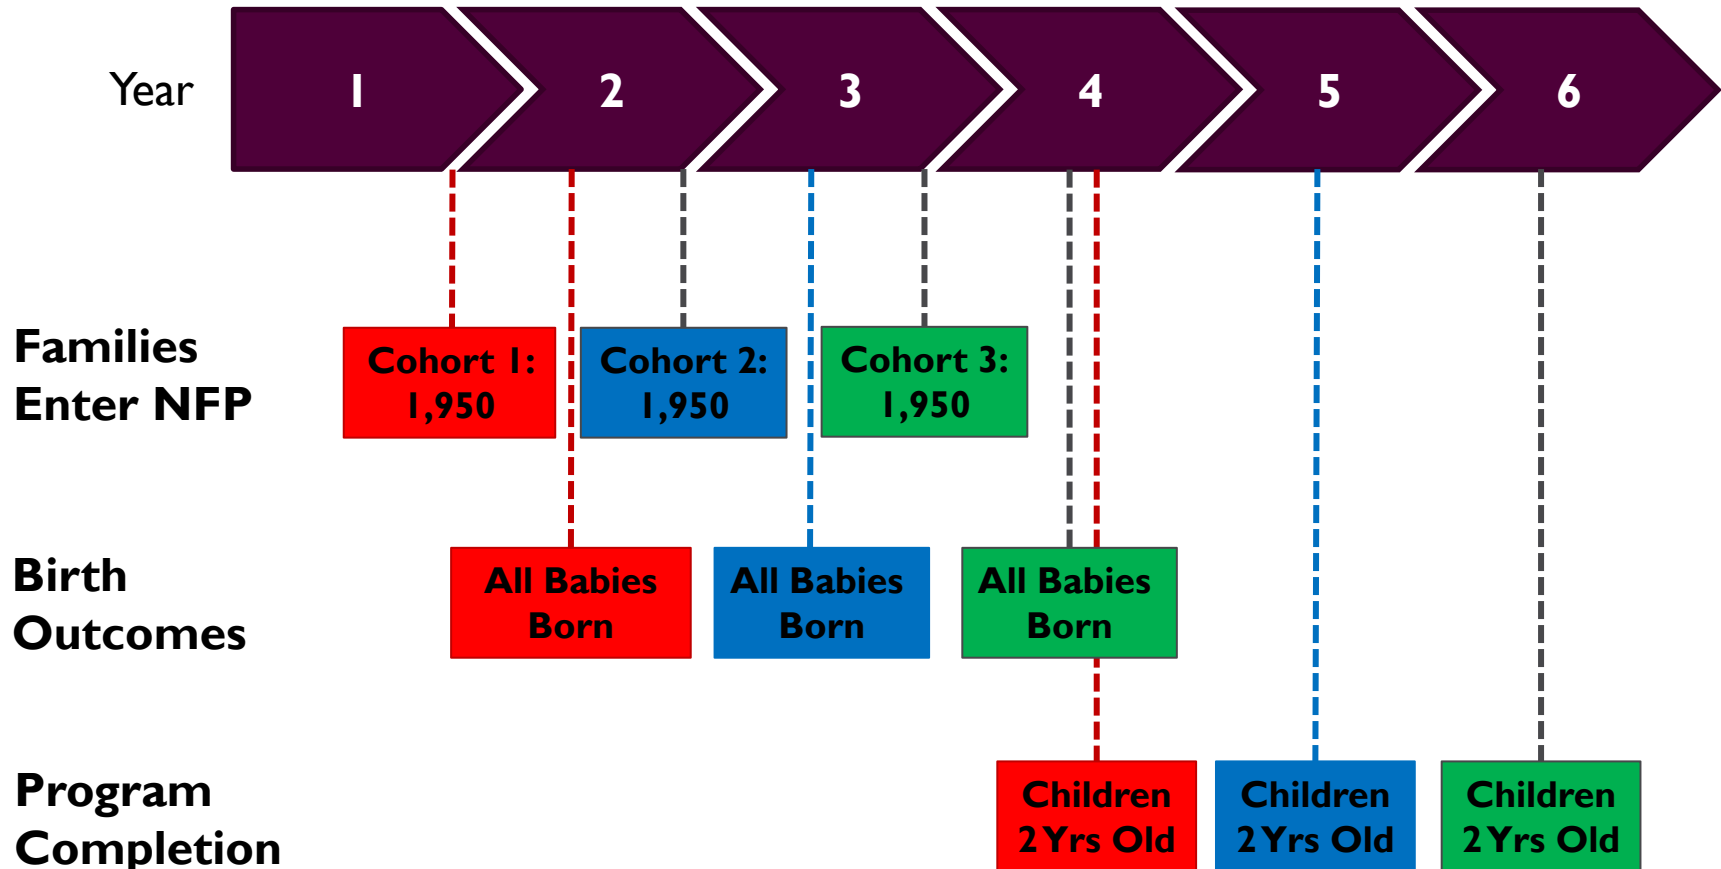 Year 1 2 3 4 5 6
Families
Enter NFP
Cohort 1:
1,950
Cohort 2:
1,950
Cohort 3:
1,950
Birth
Outcomes
All Babies
Born
All Babies
Born
All Babies
Born
Program
Completion
Children
2 Yrs Old
Children
2 Yrs Old
Children
2 Yrs Old